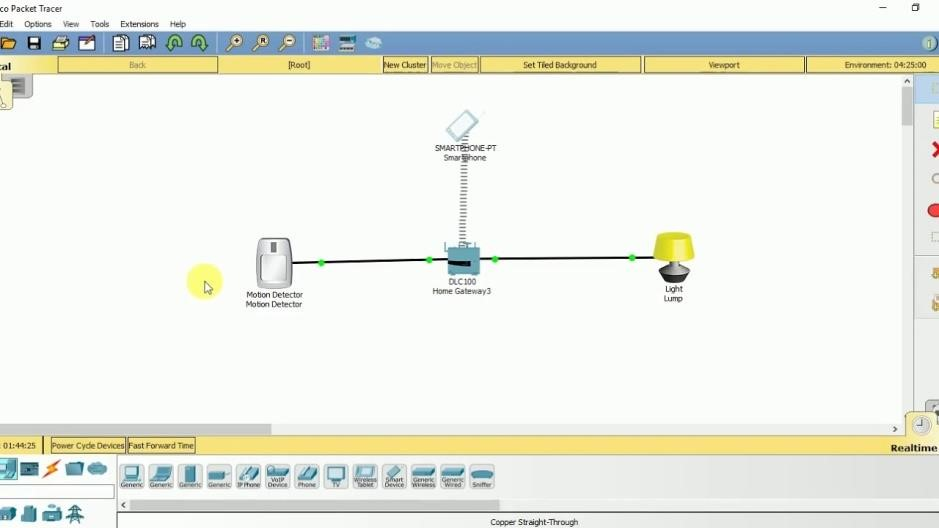 co Packet Tracer
Edit Options View Tools Extensions Help
cal Back [Root] New Cluster Move Object Set Tiled Background Viewport Environment: 04:25:00
SMARTPHONE-PT
Smartphone
Motion Detector
Motion Detector
DLC100
Home Gateway3
Light
Lump
: 01:44:25 Power Cycle Devices Fast Forward Time
Realtime
Generic Generic Generic Generic IP Phone VoIP Device Phone TV Wireless Tablet Smart Device Generic Wireless Generic Wired Sniffer
Copper Straight-Through